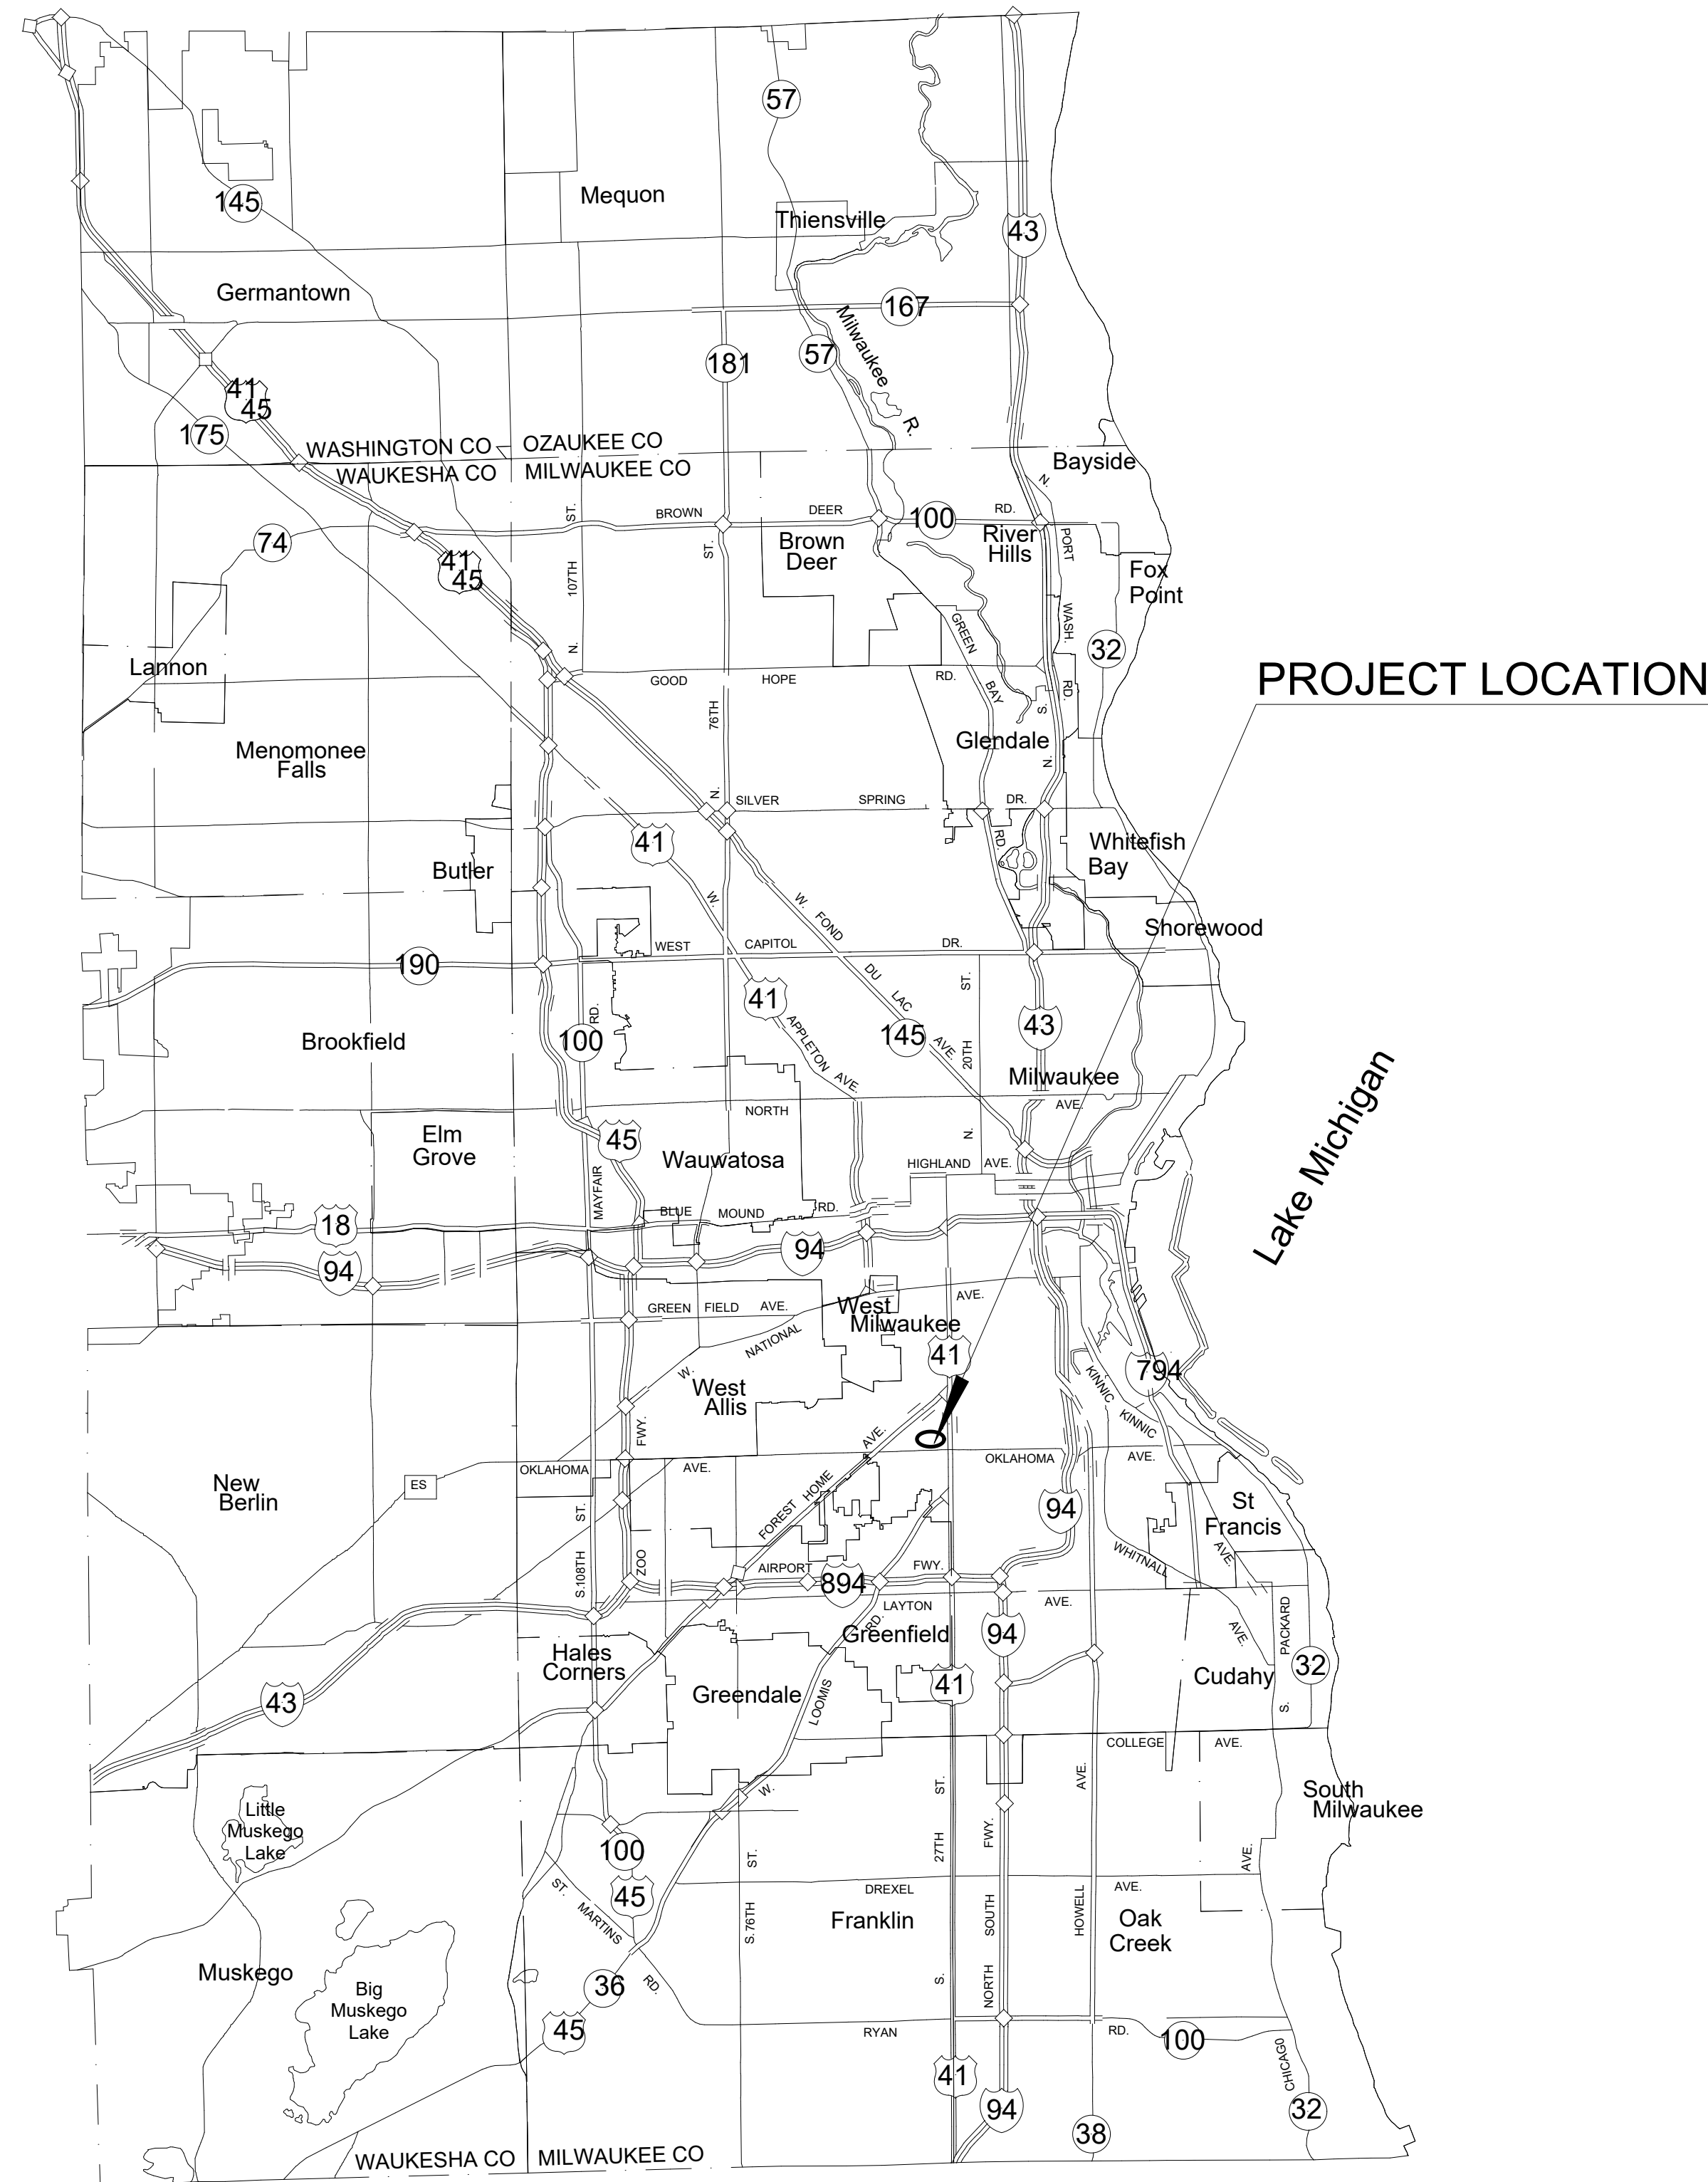 57
145
Mequon
Thiensville
43
Germantown
167
Milwaukee
R.
57
181
41
45
175
WASHINGTON CO
OZAUKEE CO
WAUKESHA CO
MILWAUKEE CO
Bayside
N.
PORT
WASH.
RD.
ST.
BROWN
DEER
100
RD.
74
41
45
107TH
N.
ST.
Brown
Deer
River
Hills
Fox
Point
32
GREEN
BAY
RD.
Lannon
GOOD
HOPE
RD.
PROJECT LOCATION
76TH
N.
S.
N.
Glendale
Menomonee
Falls
SILVER
SPRING
DR.
41
Whitefish
Bay
Butler
W.
W.
FOND
DU
LAC
AVE.
Shorewood
WEST
CAPITOL
DR.
190
41
APPLETON
AVE.
145
ST.
20TH
N.
43
RD.
100
Brookfield
Milwaukee
NORTH
AVE.
Lake Michigan
Elm
Grove
45
Wauwatosa
HIGHLAND
AVE.
MAYFAIR
18
BLUE
MOUND
RD.
94
94
GREEN
FIELD
AVE.
AVE.
West
Milwaukee
W.
NATIONAL
41
794
KINNIC
KINNIC
West
Allis
FWY.
AVE.
OKLAHOMA
AVE.
OKLAHOMA
AVE.
ES
New
Berlin
FOREST
HOME
94
St
Francis
ST.
S.108TH
ZOO
AIRPORT
894
FWY.
WHITNALL
AVE.
AVE.
LAYTON
AVE.
RD.
Greenfield
94
PACKARD
S.
Hales
Corners
Greendale
LOOMIS
W.
41
Cudahy
32
43
COLLEGE
AVE.
Little
Muskego
Lake
South
Milwaukee
ST.
27TH
S.
FWY.
SOUTH
NORTH
AVE.
HOWELL
AVE.
100
45
ST.
S.76TH
ST.
MARTINS
RD.
DREXEL
AVE.
Franklin
Oak
Creek
Muskego
Big
Muskego
Lake
36
45
RYAN
RD.
100
41
94
CHICAGO
32
38
WAUKESHA CO
MILWAUKEE CO